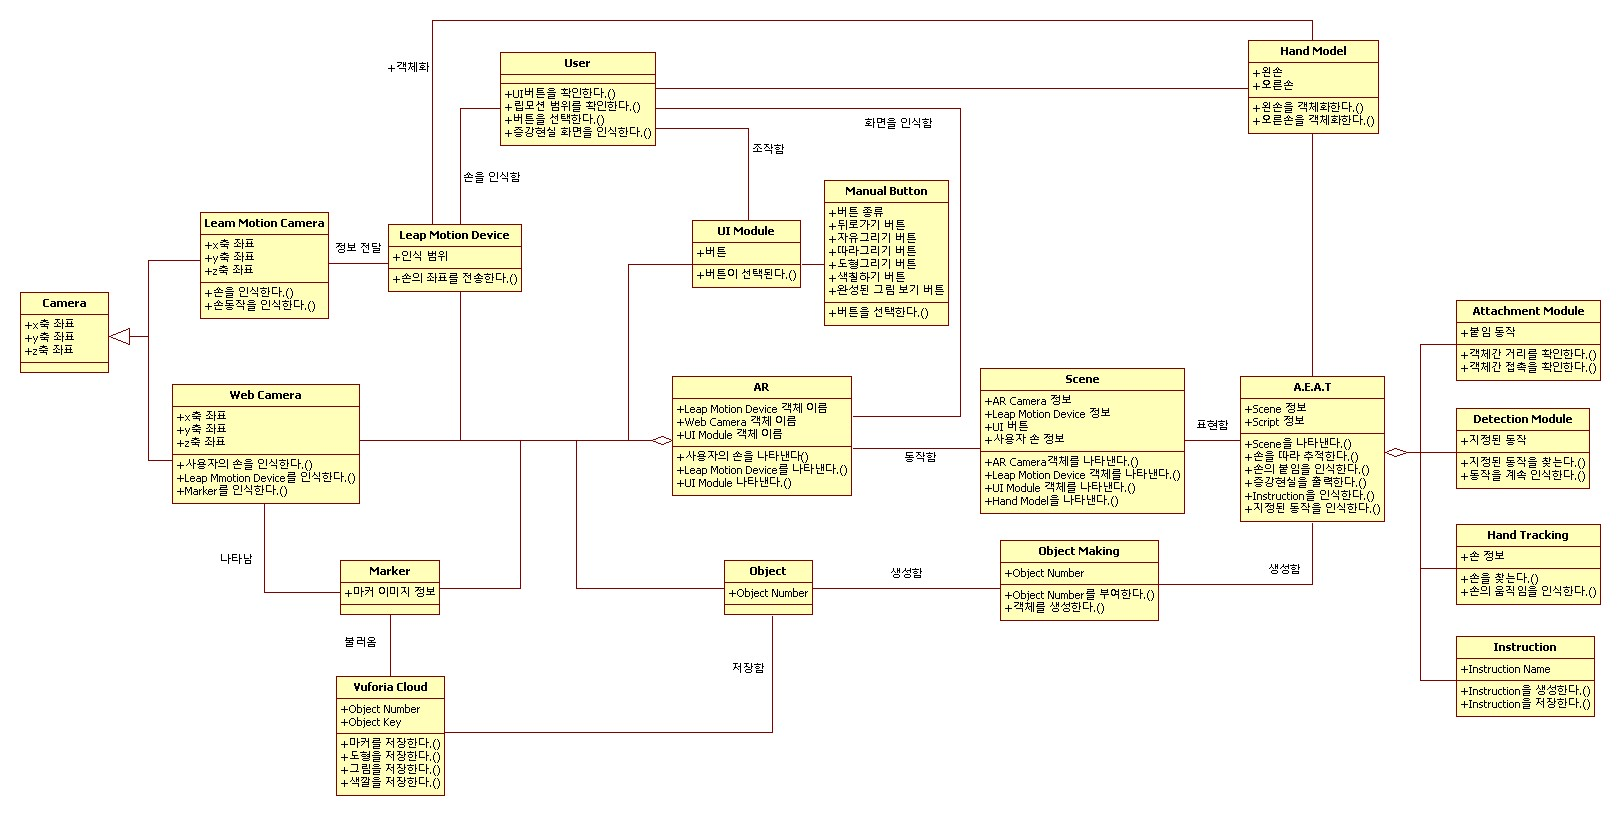 +객체화
User
+UI버튼을 확인한다.()
+립모션 범위를 확인한다.()
+버튼을 선택한다.()
+증강현실 화면을 인식한다.()
Hand Model
+왼손
+오른손
+왼손을 객체화한다.()
+오른손을 객체화한다.()
화면을 인식함
조작함
손을 인식함
Manual Button
+버튼 종류
+뒤로가기 버튼
+자유그리기 버튼
+따라그리기 버튼
+도형그리기 버튼
+색칠하기 버튼
+완성된 그림 보기 버튼
+버튼을 선택한다.()
UI Module
+버튼
+버튼이 선택된다.()
Leam Motion Camera
+x축 좌표
+y축 좌표
+z축 좌표
+손을 인식한다.()
+손동작을 인식한다.()
정보 전달
Leap Motion Device
+인식 범위
+손의 좌표를 전송한다.()
Camera
+x축 좌표
+y축 좌표
+z축 좌표
Web Camera
+x축 좌표
+y축 좌표
+z축 좌표
+사용자의 손을 인식한다.()
+Leap Mmotion Device를 인식한다.()
+Marker를 인식한다.()
AR
+Leap Motion Device 객체 이름
+Web Camera 객체 이름
+UI Module 객체 이름
+사용자의 손을 나타낸다()
+Leap Motion Device를 나타낸다.()
+UI Module 나타낸다.()
동작함
Scene
+AR Camera 정보
+Leap Motion Device 정보
+UI 버튼
+사용자 손 정보
+AR Camera객체를 나타낸다.()
+Leap Motion Device 객체를 나타낸다.()
+UI Module 객체를 나타낸다.()
+Hand Model을 나타낸다.()
표현함
A.E.A.T
+Scene 정보
+Script 정보
+Scene을 나타낸다.()
+손을 따라 추적한다.()
+손의 붙임을 인식한다.()
+증강현실을 출력한다.()
+Instruction을 인식한다.()
+지정된 동작을 인식한다.()
Attachment Module
+붙임 동작
+객체간 거리를 확인한다.()
+객체간 접촉을 확인한다.()
Detection Module
+지정된 동작
+지정된 동작을 찾는다.()
+동작을 계속 인식한다.()
Hand Tracking
+손 정보
+손을 찾는다.()
+손의 움직임을 인식한다.()
Instruction
+Instruction Name
+Instruction을 생성한다.()
+Instruction을 저장한다.()
나타남
Marker
+마커 이미지 정보
불러옴
Object
+Object Number
생성함
Object Making
+Object Number
+Object Number를 부여한다.()
+객체를 생성한다.()
생성함
저장함
Vuforia Cloud
+Object Number
+Object Key
+마커를 저장한다.()
+도형을 저장한다.()
+그림을 저장한다.()
+색깔을 저장한다.()